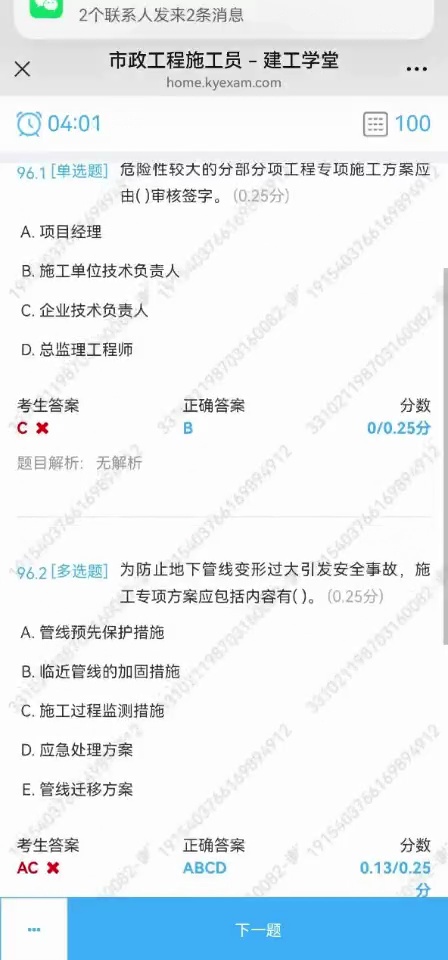 2个联系人发来2条消息
市政工程施工员 – 建工学堂
home.kyexam.com
04:01
100
96.1 [单选题] 危险性较大的分部分项工程专项施工方案应
由( )审核签字。 (0.25分)
A. 项目经理
B. 施工单位技术负责人
C. 企业技术负责人
D. 总监理工程师
考生答案 正确答案 分数
C ✖ B 0/0.25分
题目解析: 无解析
96.2 [多选题] 为防止地下管线变形过大引发安全事故，施
工专项方案应包括内容有( )。 (0.25分)
A. 管线预先保护措施
B. 临近管线的加固措施
C. 施工过程监测措施
D. 应急处理方案
E. 管线迁移方案
考生答案 正确答案 分数
AC ✖ ABCD 0.13/0.25
分
下一题